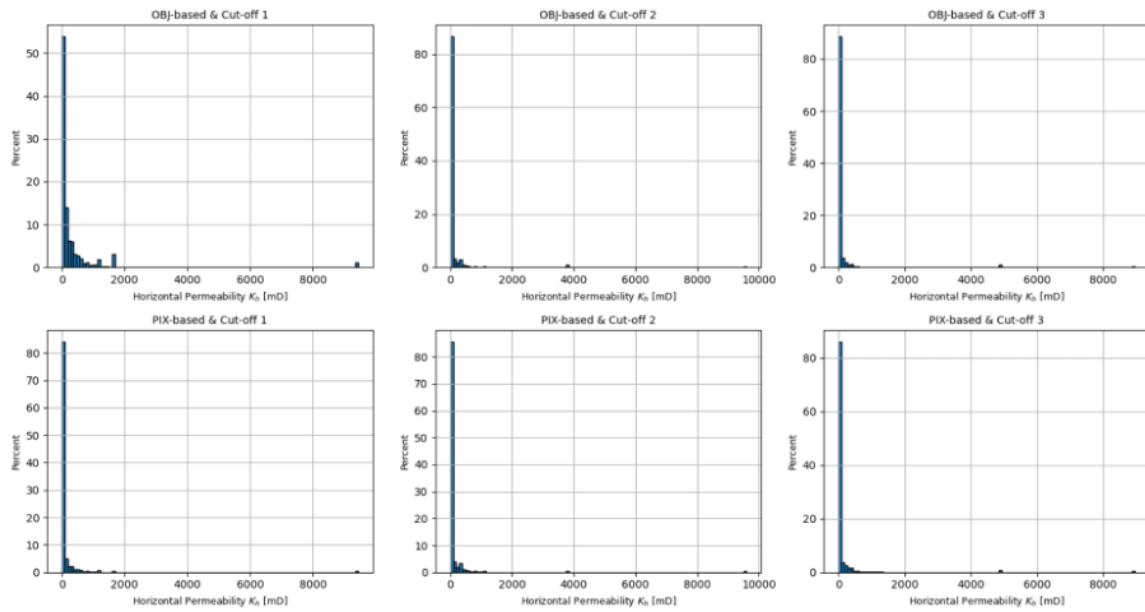 OBJ-based & Cut-off 1
50
40
30
20
10
0
Percent
0 2000 4000 6000 8000
Horizontal Permeability Kh [mD]
OBJ-based & Cut-off 2
80
60
40
20
0
Percent
0 2000 4000 6000 8000 10000
Horizontal Permeability Kh [mD]
OBJ-based & Cut-off 3
80
60
40
20
0
Percent
0 2000 4000 6000 8000
Horizontal Permeability Kh [mD]
PIX-based & Cut-off 1
80
70
60
50
40
30
20
10
0
Percent
0 2000 4000 6000 8000
Horizontal Permeability Kh [mD]
PIX-based & Cut-off 2
80
70
60
50
40
30
20
10
0
Percent
0 2000 4000 6000 8000 10000
Horizontal Permeability Kh [mD]
PIX-based & Cut-off 3
80
60
40
20
0
Percent
0 2000 4000 6000 8000
Horizontal Permeability Kh [mD]